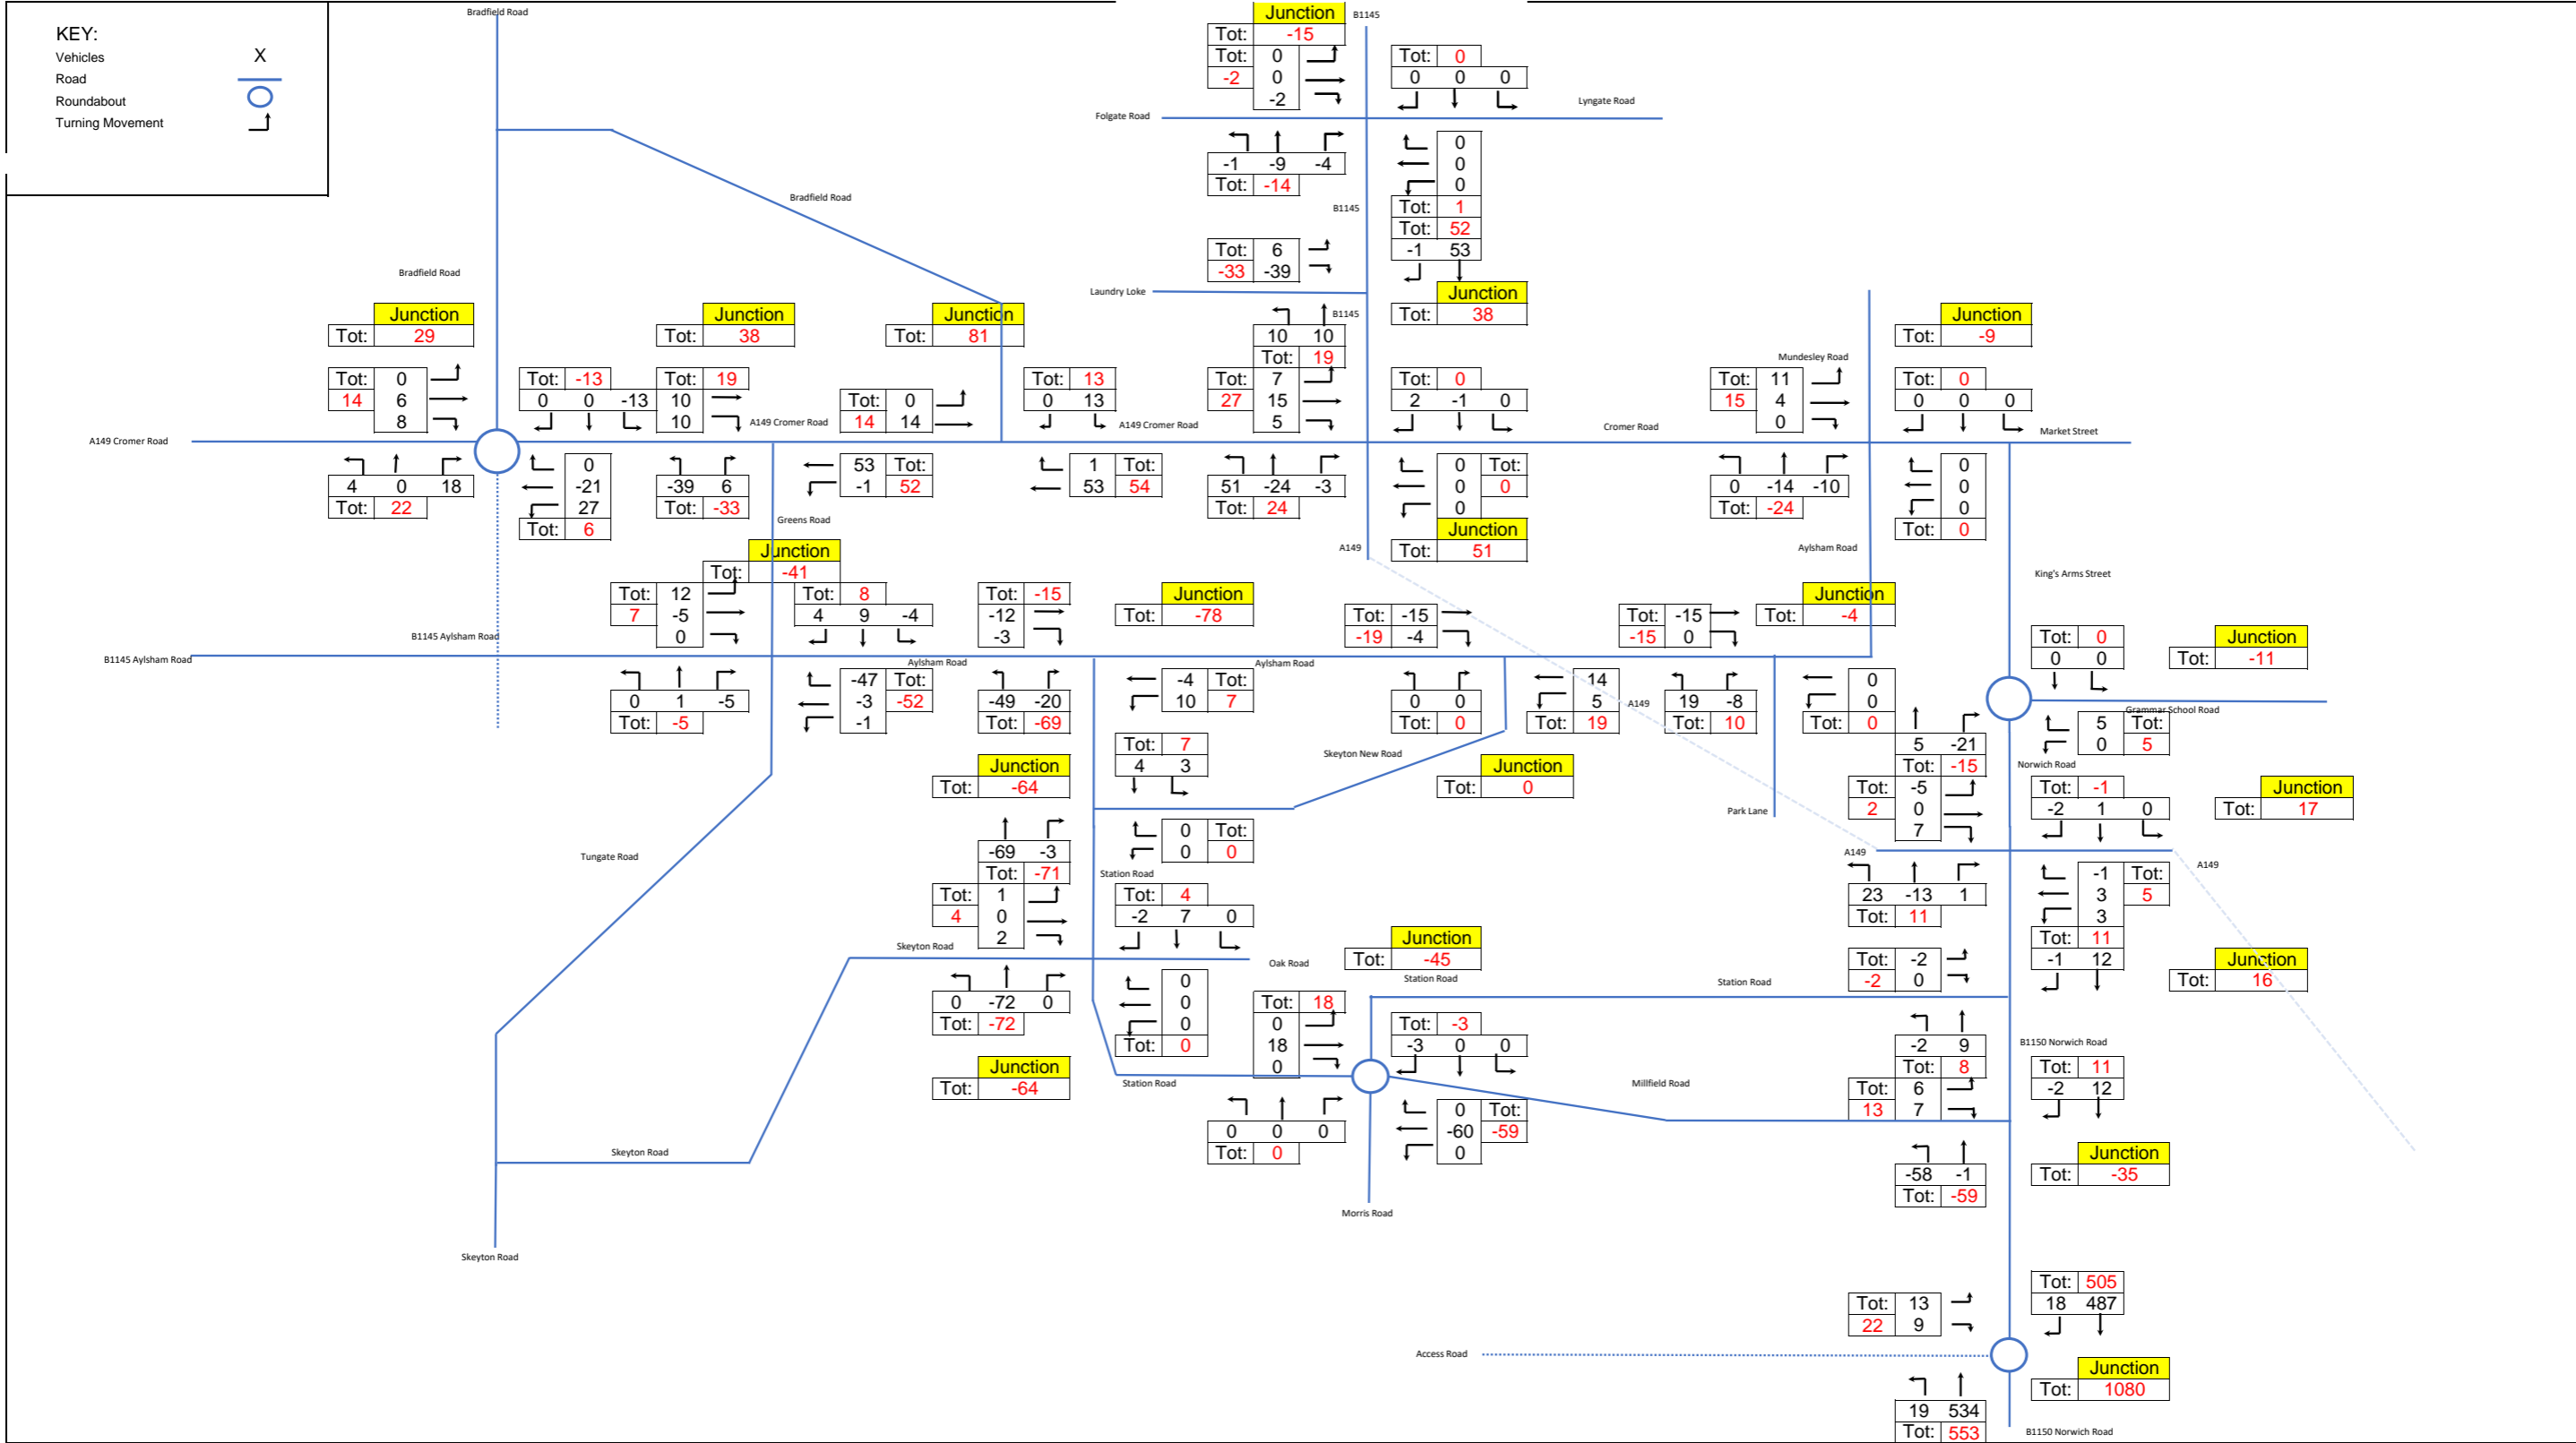 KEY:
Vehicles X
Road
Roundabout
Turning Movement
Bradfield Road
Bradfield Road
Bradfield Road
Junction
Tot: -15
Tot: 0
-2 0
-2
B1145
Tot: 0
0 0 0
Folgate Road
Lyngate Road
-1 -9 -4
Tot: -14
0
0
0
Tot: 1
B1145
Tot: 52
-1 53
Tot: 6
-33 -39
Laundry Loke
Junction
Tot: 38
B1145
10 10
Tot: 19
Junction
Tot: 29
Junction
Tot: 38
Junction
Tot: 81
Junction
Tot: -9
Mundesley Road
Tot: 0
14 6
8
Tot: -13
0 0 -13
Tot: 19
10
10
Tot: 0
14 14
Tot: 13
0 13
Tot: 7
27 15
5
Tot: 0
2 -1 0
Tot: 11
15 4
0
Tot: 0
0 0 0
A149 Cromer Road
A149 Cromer Road
A149 Cromer Road
Cromer Road
Market Street
4 0 18
Tot: 22
0
-21
27
Tot: 6
-39 6
Tot: -33
53 Tot:
-1 52
1 Tot:
53 54
51 -24 -3
Tot: 24
0 Tot:
0 0
0
Junction
Tot: 51
0 -14 -10
Tot: -24
0
0
0
Tot: 0
Greens Road
A149
Aylsham Road
King's Arms Street
Junction
Tot: -41
Tot: 12
7 -5
0
Tot: 8
4 9 -4
Tot: -15
-12
-3
Junction
Tot: -78
Tot: -15
-19 -4
Tot: -15
-15 0
Junction
Tot: -4
Tot: 0
0 0
Junction
Tot: -11
B1145 Aylsham Road
B1145 Aylsham Road
Aylsham Road
Aylsham Road
0 1 -5
Tot: -5
-47 Tot:
-3 -52
-1
-49 -20
Tot: -69
-4 Tot:
10 7
0 0
Tot: 0
14
5
Tot: 19
A149
19 -8
Tot: 10
0
0
Tot: 0
Grammar School Road
5 Tot:
0 5
5 -21
Tot: -15
Norwich Road
Skeyton New Road
Tot: 7
4 3
Junction
Tot: -64
Junction
Tot: 0
Park Lane
Tot: -5
2 0
7
Tot: -1
-2 1 0
Junction
Tot: 17
Tungate Road
0 Tot:
0 0
-69 -3
Tot: -71
Station Road
A149
A149
Tot: 1
4 0
2
Tot: 4
-2 7 0
23 -13 1
Tot: 11
-1 Tot:
3 5
3
Tot: 11
-1 12
Skeyton Road
Oak Road
Junction
Tot: -45
Station Road
Station Road
Tot: -2
-2 0
Junction
Tot: 16
0 -72 0
Tot: -72
0
0
0
Tot: 0
Tot: 18
0
18
0
Tot: -3
-3 0 0
-2 9
Tot: 8
B1150 Norwich Road
Tot: 11
-2 12
Junction
Tot: -64
Station Road
Millfield Road
Tot: 6
13 7
0 0 0
Tot: 0
0 Tot:
-60 -59
0
Skeyton Road
-58 -1
Tot: -59
Junction
Tot: -35
Morris Road
Skeyton Road
Tot: 505
18 487
Tot: 13
22 9
Access Road
Junction
Tot: 1080
19 534
Tot: 553
B1150 Norwich Road